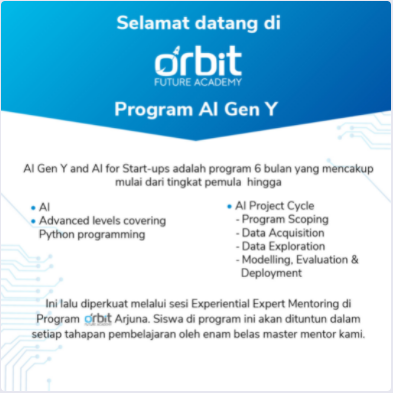 Selamat datang di
orbit
FUTURE ACADEMY
Program AI Gen Y
AI Gen Y and AI for Start-ups adalah program 6 bulan yang mencakup
mulai dari tingkat pemula hingga
• AI
• Advanced levels covering
Python programming
• AI Project Cycle
- Program Scoping
- Data Acquisition
- Data Exploration
- Modelling, Evaluation &
Deployment
Ini lalu diperkuat melalui sesi Experiential Expert Mentoring di
Program orbit FUTURE ACADEMY Arjuna. Siswa di program ini akan dituntun dalam
setiap tahapan pembelajaran oleh enam belas master mentor kami.